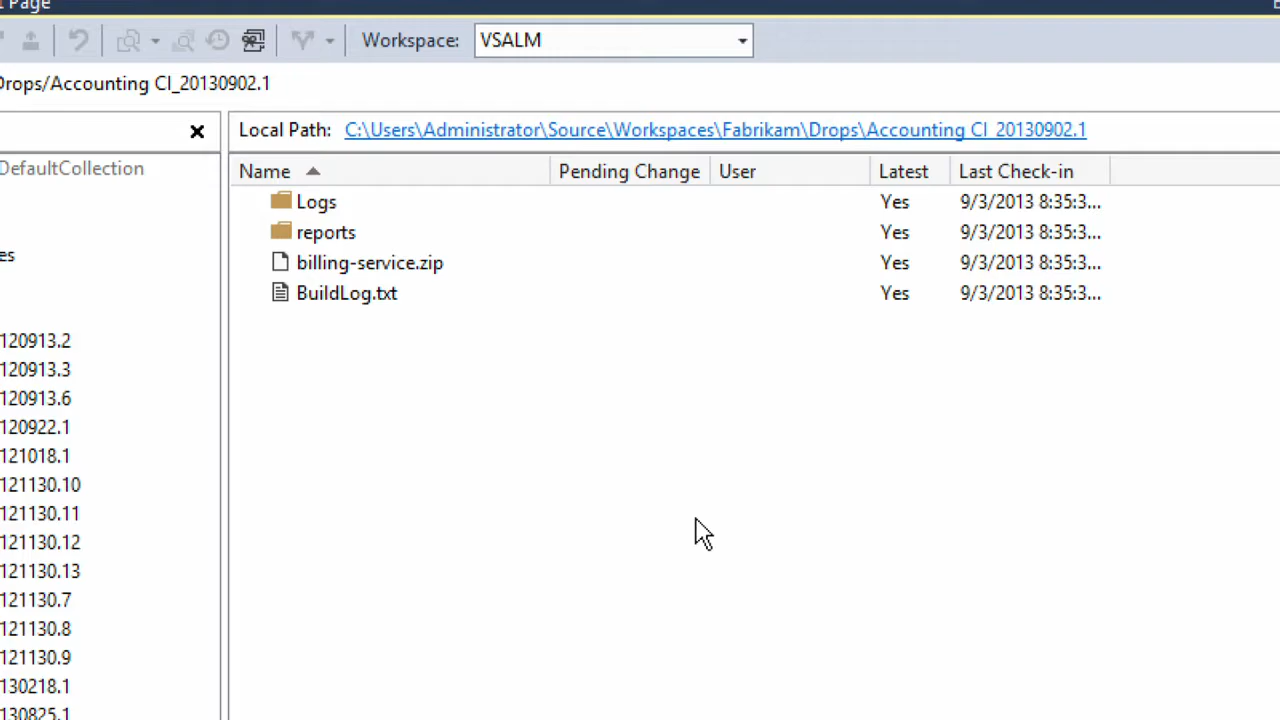 Page
Workspace: VSALM
Drops/Accounting CI_20130902.1
Local Path: C:\Users\Administrator\Source\Workspaces\Fabrikam\Drops\Accounting CI_20130902.1
DefaultCollection
Name Pending Change User Latest Last Check-in
Logs Yes 9/3/2013 8:35:3...
reports Yes 9/3/2013 8:35:3...
es
billing-service.zip Yes 9/3/2013 8:35:3...
BuildLog.txt Yes 9/3/2013 8:35:3...
120913.2
120913.3
120913.6
120922.1
121018.1
121130.10
121130.11
121130.12
121130.13
121130.7
121130.8
121130.9
130218.1
130825.1